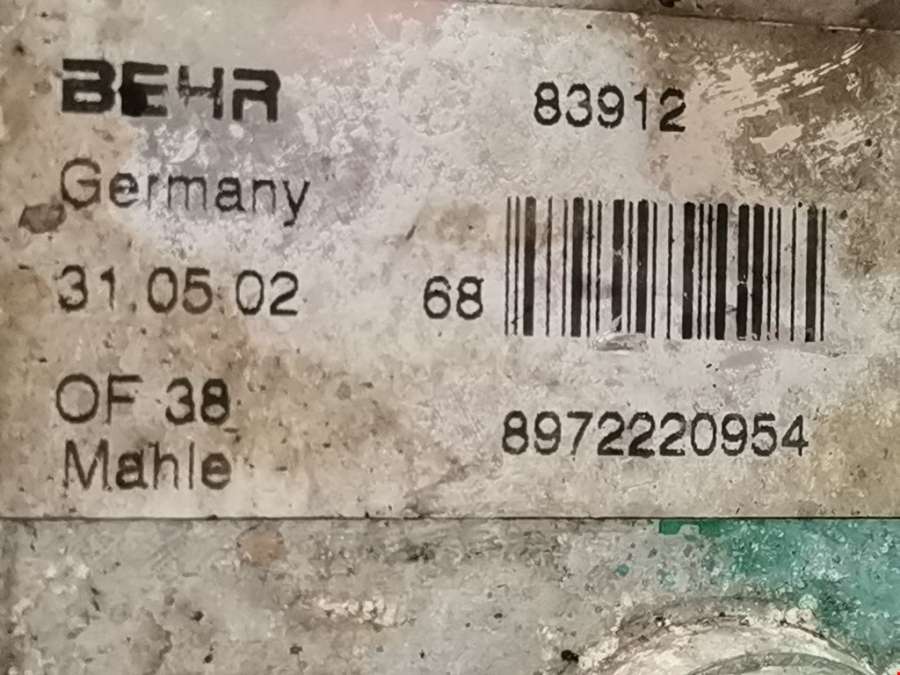 BEHR 83912
Germany
31.05.02 68
OF 38
8972220954
Mahle